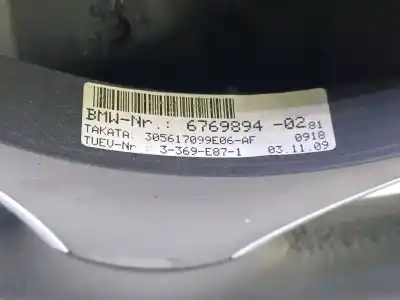 BMW-Nr.: 6769894 -02 81
TAKATA: 305617099E06-AF 0918
TUEV-Nr : 3-369-E87-1 03.11.09